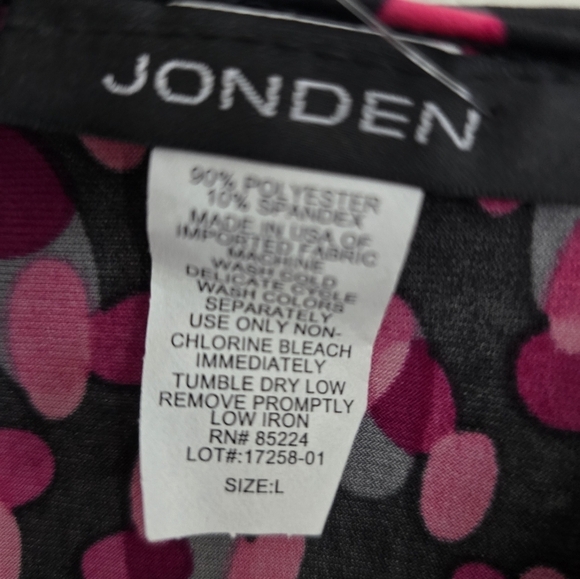 JONDEN
90% POLYESTER
10% SPANDEX
MADE IN USA OF
IMPORTED FABRIC
MACHINE
WASH COLD
DELICATE CYCLE
WASH COLORS
SEPARATELY
USE ONLY NON-
CHLORINE BLEACH
IMMEDIATELY
TUMBLE DRY LOW
REMOVE PROMPTLY
LOW IRON
RN# 85224
LOT#:17258-01
SIZE:L